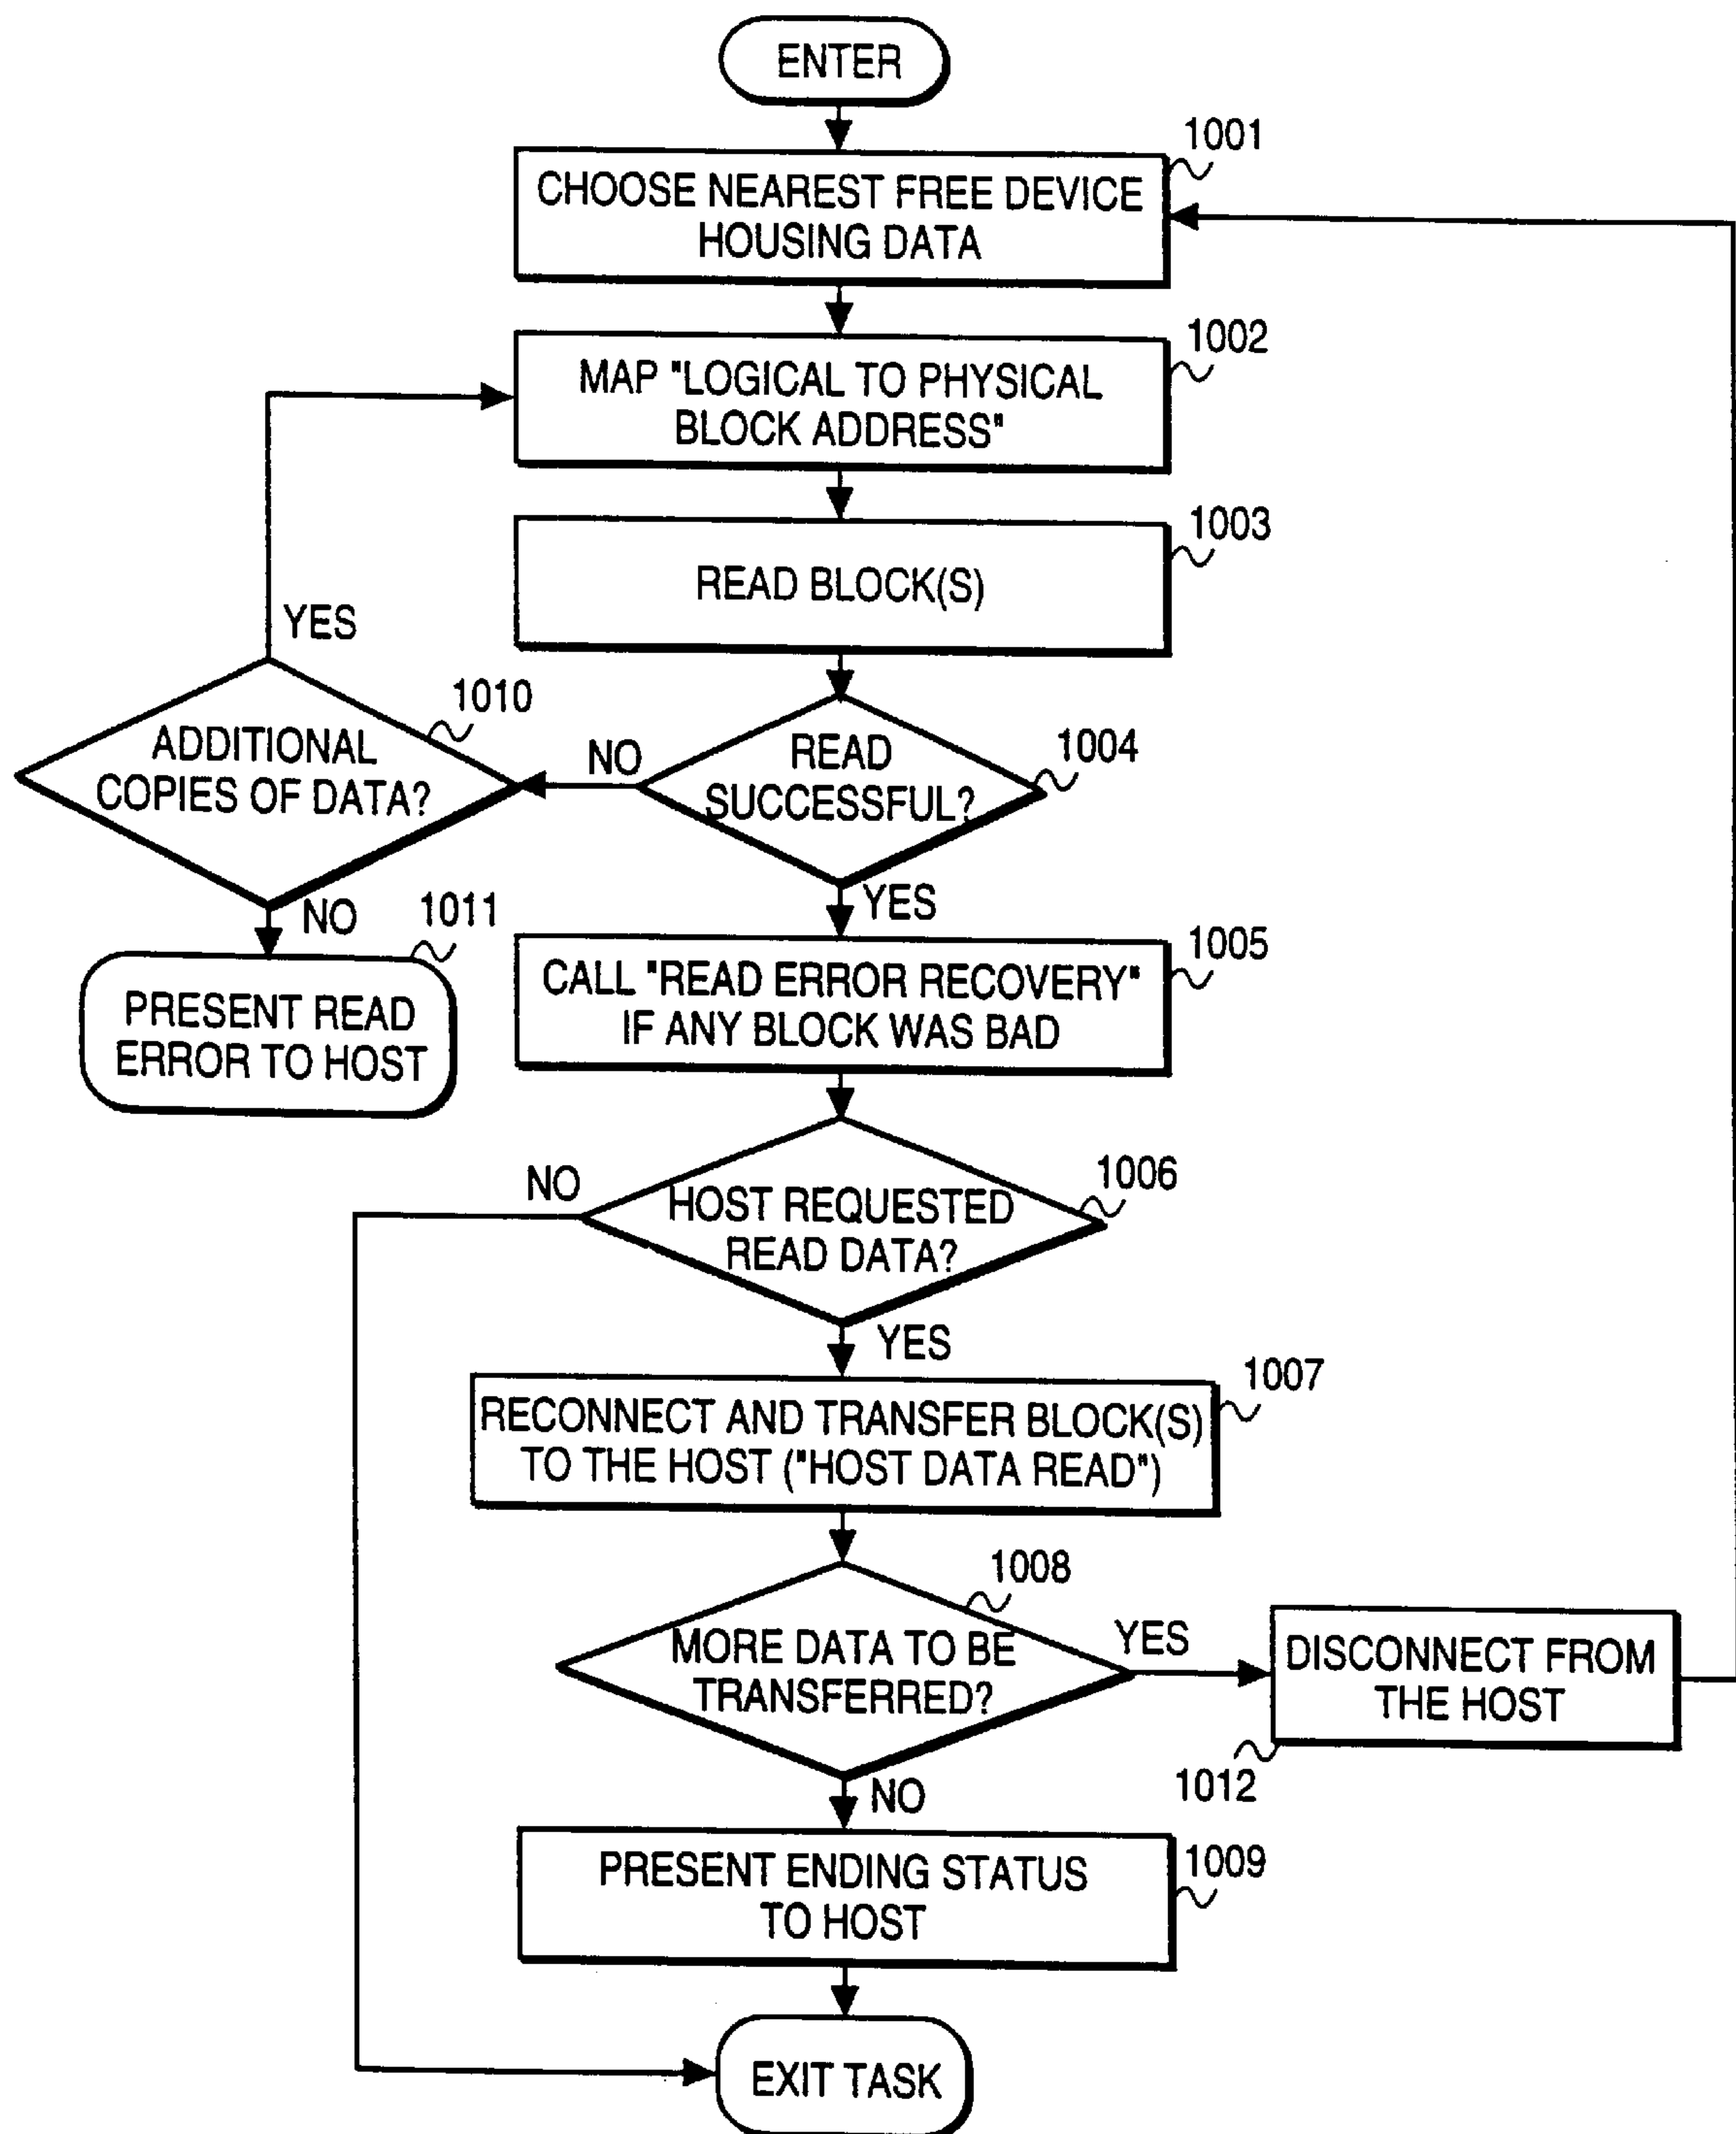 ENTER
1001
CHOOSE NEAREST FREE DEVICE
HOUSING DATA
1002
MAP "LOGICAL TO PHYSICAL
BLOCK ADDRESS"
1003
READ BLOCK(S)
YES
1010
ADDITIONAL
COPIES OF DATA?
NO
READ
SUCCESSFUL?
1004
NO
1011
PRESENT READ
ERROR TO HOST
YES
1005
CALL "READ ERROR RECOVERY"
IF ANY BLOCK WAS BAD
NO
1006
HOST REQUESTED
READ DATA?
YES
1007
RECONNECT AND TRANSFER BLOCK(S)
TO THE HOST ("HOST DATA READ")
1008
MORE DATA TO BE
TRANSFERRED?
YES
DISCONNECT FROM
THE HOST
1012
NO
1009
PRESENT ENDING STATUS
TO HOST
EXIT TASK